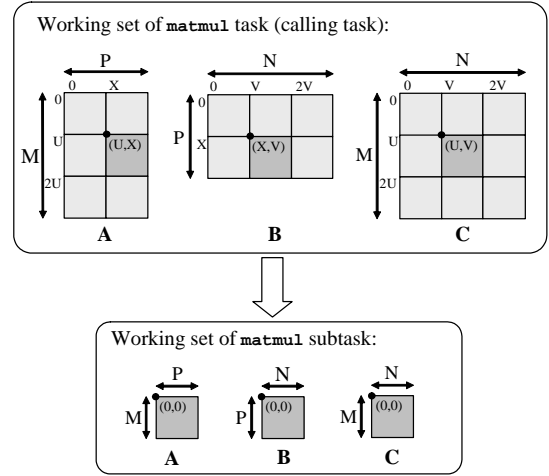 Working set of matmul task (calling task):
P
0 X
M
0
U
2U
(U,X)
A
N
0 V 2V
P
0
X
(X,V)
B
N
0 V 2V
M
0
U
2U
(U,V)
C
Working set of matmul subtask:
P
M
(0,0)
A
N
P
(0,0)
B
N
M
(0,0)
C